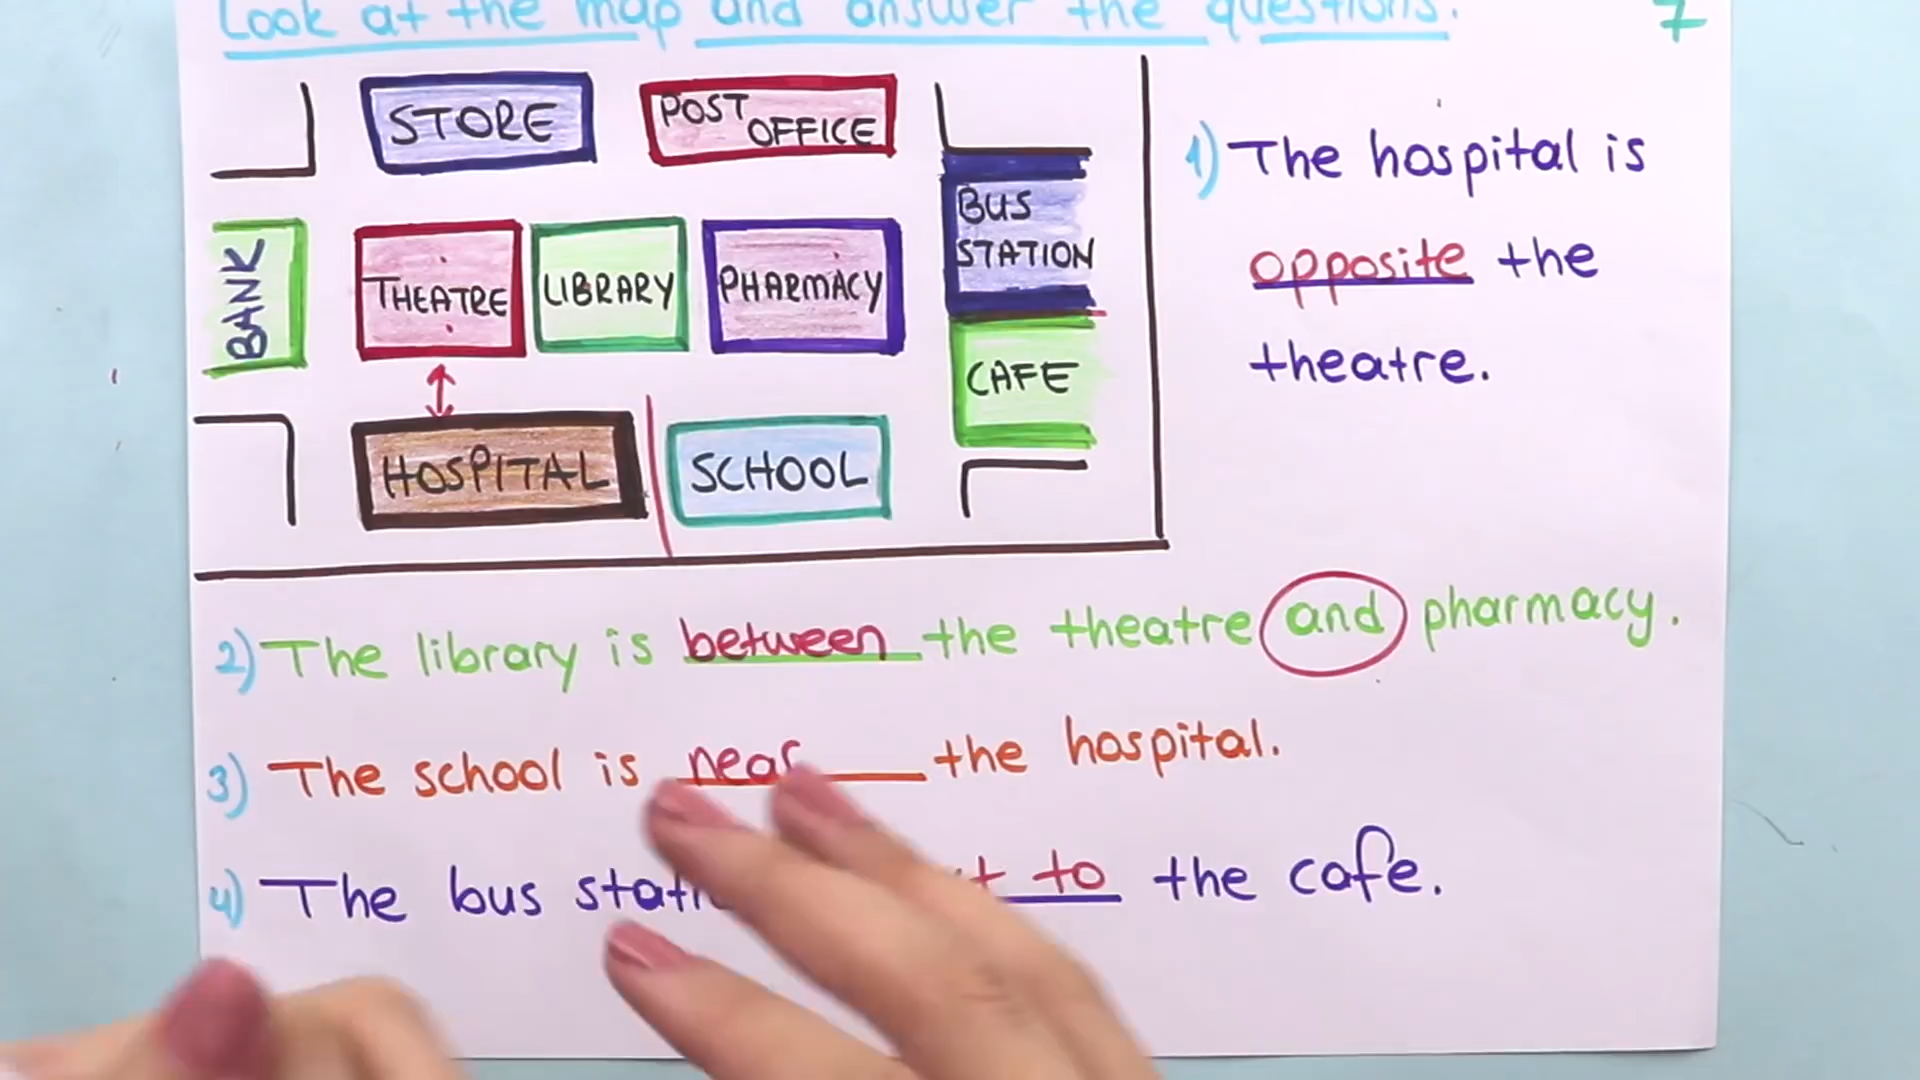 Look at the map and answer the questions.
7
STORE
POST OFFICE
BANK
THEATRE
LIBRARY
PHARMACY
BUS
STATION
CAFE
HOSPITAL
SCHOOL
1) The hospital is
opposite the
theatre.
2) The library is between the theatre and pharmacy.
3) The school is near the hospital.
4) The bus to the cafe.